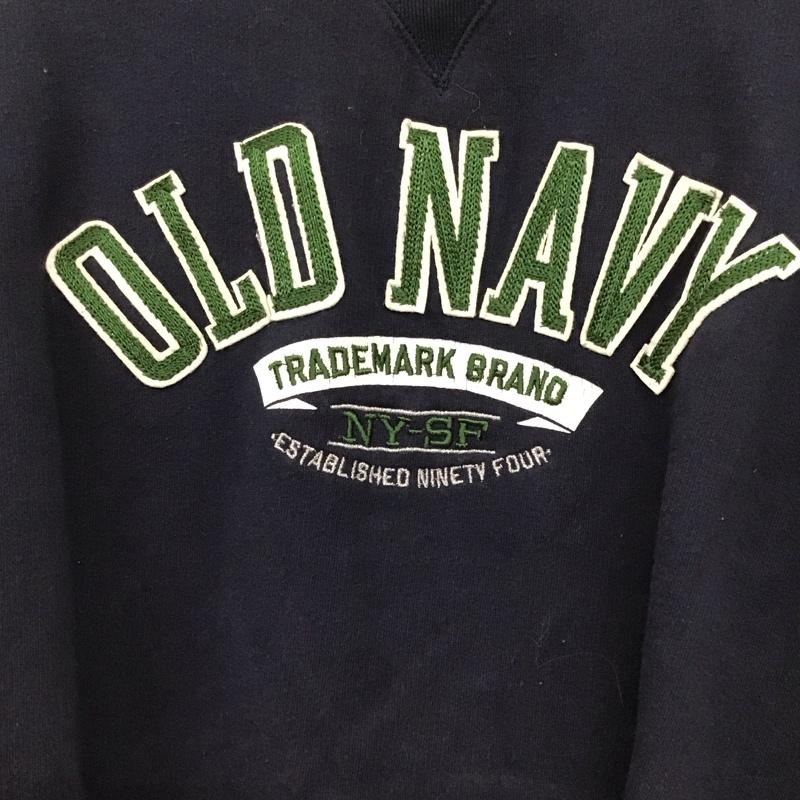 OLD NAVY
TRADEMARK BRAND
NY-SF
·ESTABLISHED NINETY FOUR·